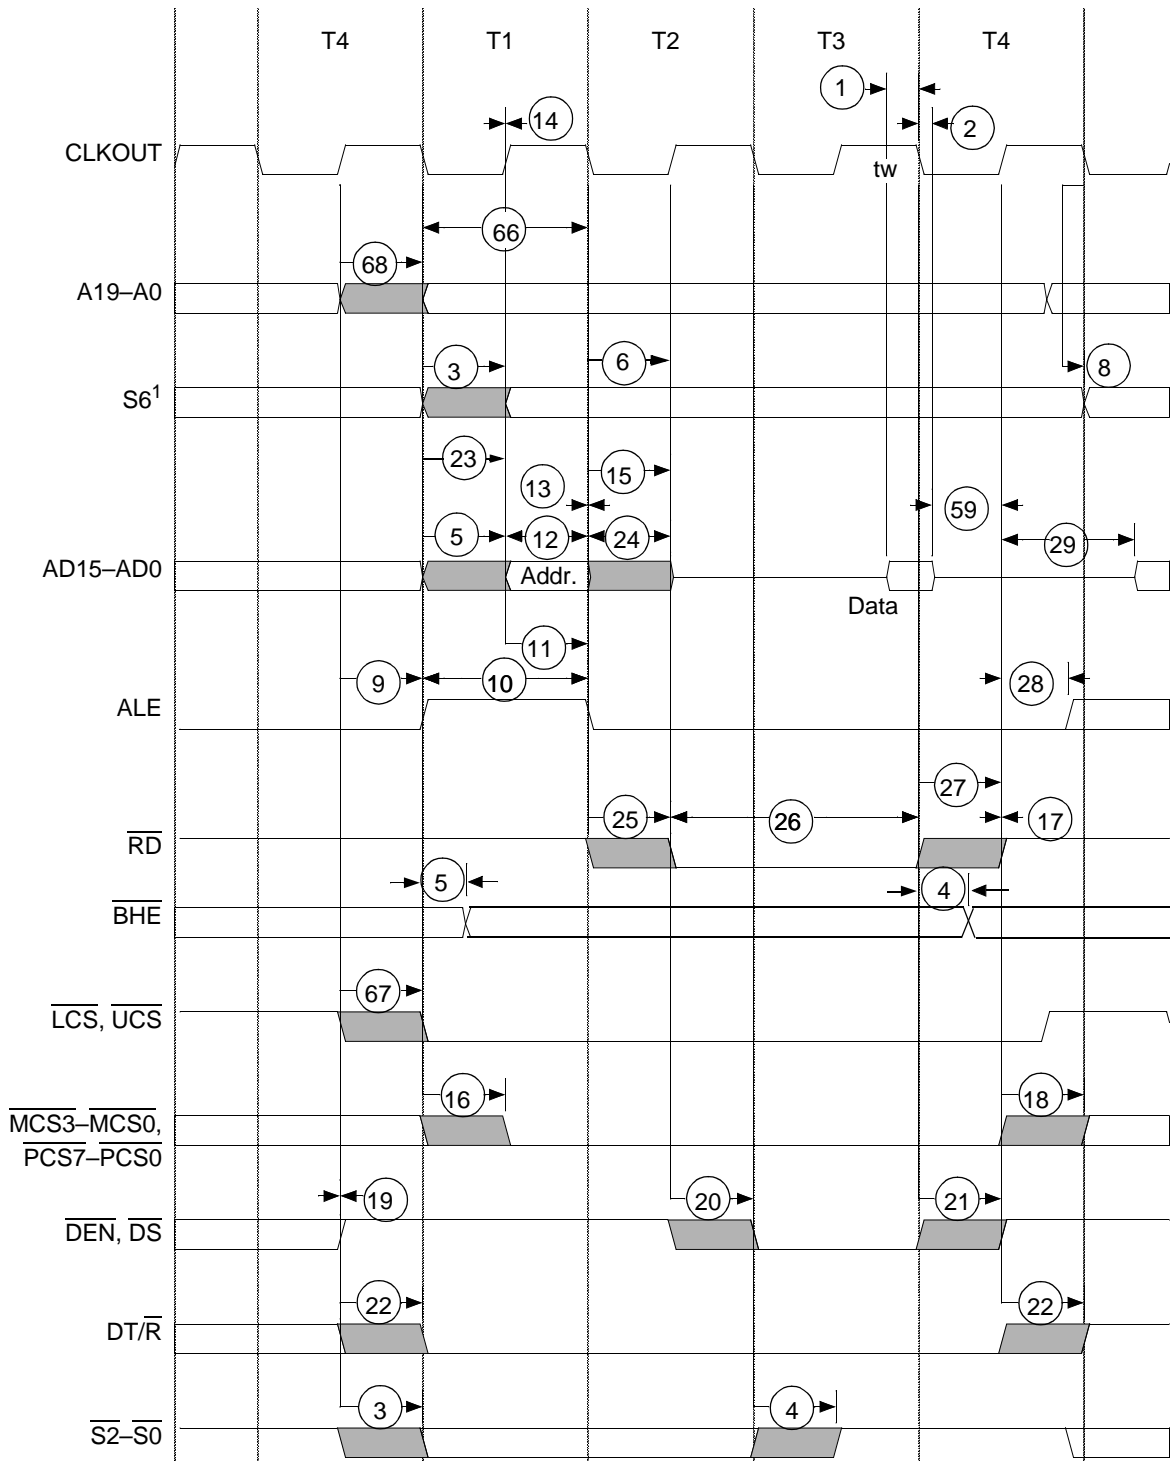 T4 T1 T2 T3 T4
1
14 2
CLKOUT tw
66
68
A19–A0
3 6 8
S6¹
23 15
13 59
5 12 24 29
AD15–AD0 Addr.
Data
11
9 10 28
ALE
27
25 26 17
RD
5 4
BHE
67
LCS, UCS
16 18
MCS3–MCS0,
PCS7–PCS0
19 20 21
DEN, DS
22 22
DT/R
3 4
S2–S0